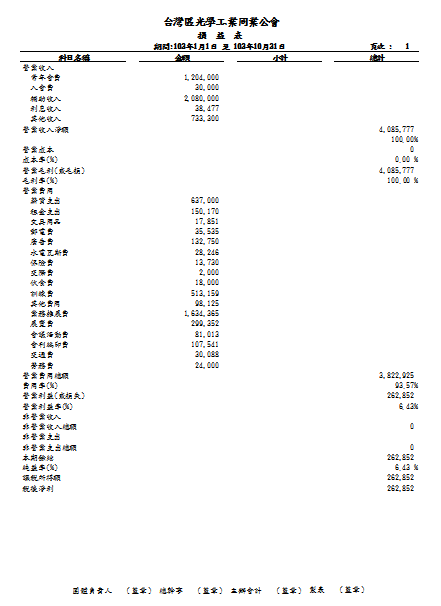 台灣區光學工業同業公會
損 益 表
期間:103年1月1日 至 103年10月31日 頁次 : 1
科目名稱 金額 小計 總計
營業收入
常年會費 1,204,000
入會費 30,000
補助收入 2,080,000
利息收入 38,477
其他收入 733,300
營業收入淨額 4,085,777
100.00%
營業成本 0
成本率(%) 0.00 %
營業毛利(或毛損) 4,085,777
毛利率(%) 100.00 %
營業費用
薪資支出 637,000
租金支出 150,170
文具用品 17,851
郵電費 35,535
廣告費 132,750
水電瓦斯費 28,246
保險費 13,730
交際費 2,000
伙食費 18,000
訓練費 513,159
其他費用 98,125
業務推展費 1,634,365
展覽費 299,352
會議活動費 81,013
會刊編印費 107,541
交通費 30,088
勞務費 24,000
營業費用總額 3,822,925
費用率(%) 93.57%
營業利益(或損失) 262,852
營業利益率(%) 6.43%
非營業收入
非營業收入總額 0
非營業支出
非營業支出總額 0
本期餘絀 262,852
純益率(%) 6.43 %
課稅所得額 262,852
稅後淨利 262,852
團體負責人 (簽章) 總幹事 (簽章) 主辦會計 (簽章) 製表 (簽章)